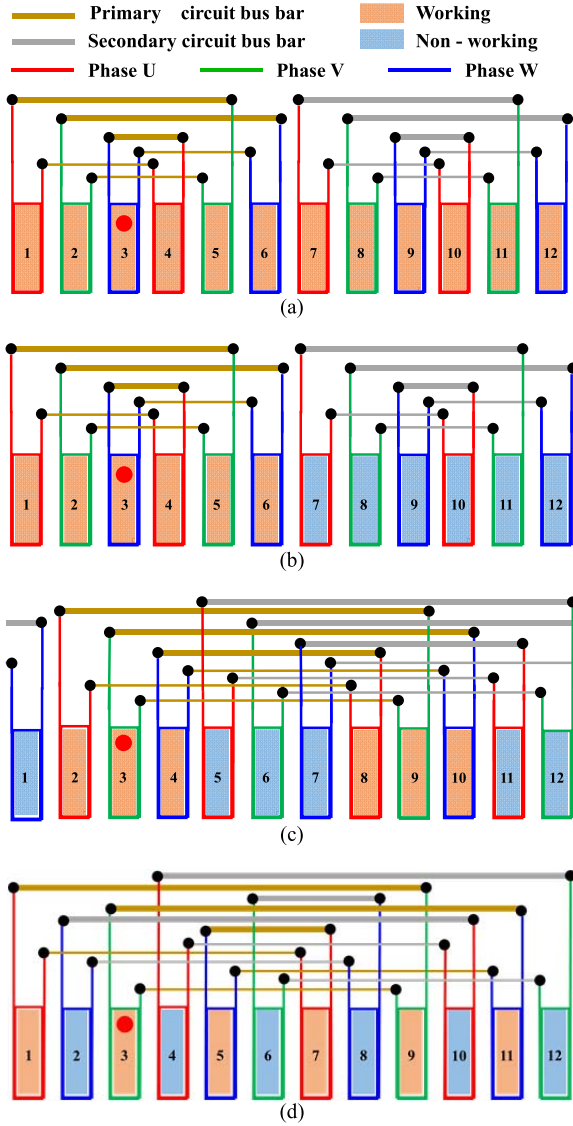 Primary circuit bus bar Working
Secondary circuit bus bar Non - working
Phase U Phase V Phase W
1 2 3 4 5 6 7 8 9 10 11 12
(a)
1 2 3 4 5 6 7 8 9 10 11 12
(b)
1 2 3 4 5 6 7 8 9 10 11 12
(c)
1 2 3 4 5 6 7 8 9 10 11 12
(d)